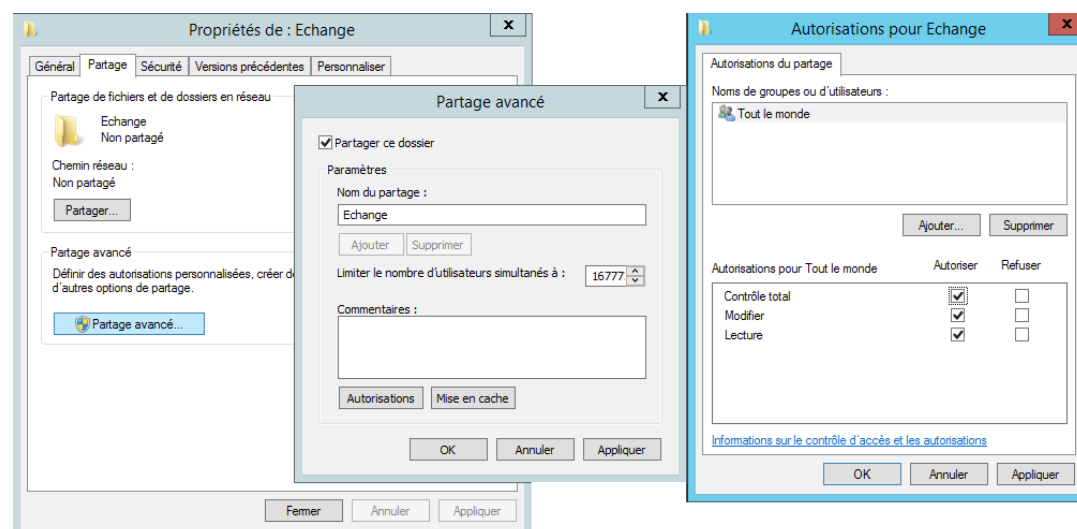 Propriétés de : Echange
x
Général Partage Sécurité Versions précédentes Personnaliser
Partage de fichiers et de dossiers en réseau
Echange
Non partagé
Chemin réseau :
Non partagé
Partager...
Partage avancé
Définir des autorisations personnalisées, créer
d'autres options de partage.
Partage avancé...
Fermer Annuler Appliquer
Partage avancé
x
Partager ce dossier
Paramètres
Nom du partage :
Echange
Ajouter Supprimer
Limiter le nombre d'utilisateurs simultanés à : 16777
Commentaires :
Autorisations Mise en cache
OK Annuler Appliquer
Autorisations pour Echange
x
Autorisations du partage
Noms de groupes ou d'utilisateurs :
Tout le monde
Ajouter... Supprimer
Autorisations pour Tout le monde Autoriser Refuser
Contrôle total
Modifier
Lecture
Informations sur le contrôle d'accès et les autorisations
OK Annuler Appliquer